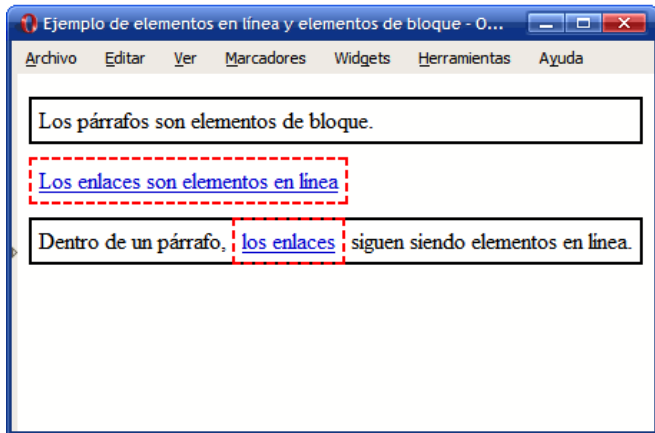 Ejemplo de elementos en línea y elementos de bloque - O...
Archivo Editar Ver Marcadores Widgets Herramientas Ayuda
Los párrafos son elementos de bloque.
Los enlaces son elementos en línea
Dentro de un párrafo, los enlaces siguen siendo elementos en línea.